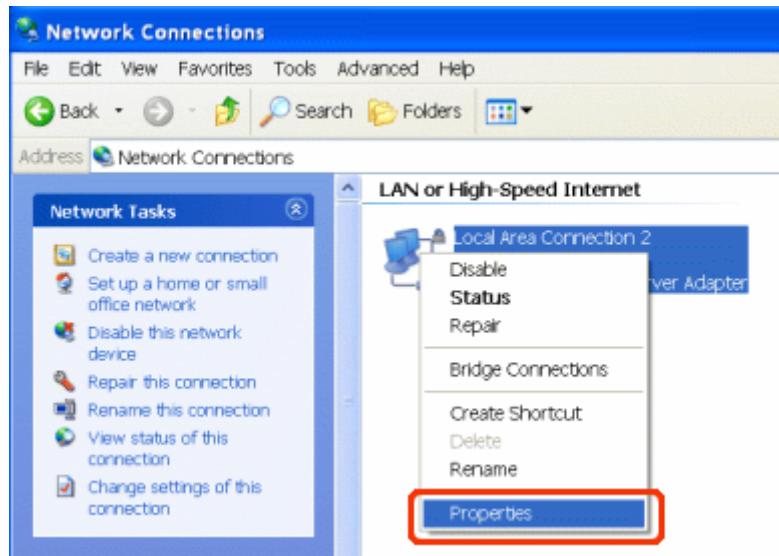 Network Connections
File Edit View Favorites Tools Advanced Help
Back Search Folders
Address Network Connections
Network Tasks
Create a new connection
Set up a home or small
office network
Disable this network
device
Repair this connection
Rename this connection
View status of this
connection
Change settings of this
connection
LAN or High-Speed Internet
Local Area Connection 2
Adapter
Disable
Status
Repair
Bridge Connections
Create Shortcut
Delete
Rename
Properties